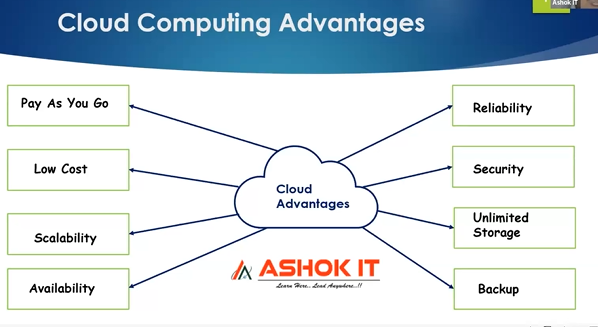 Ashok IT
Cloud Computing Advantages
Pay As You Go
Low Cost
Scalability
Availability
Cloud
Advantages
Reliability
Security
Unlimited
Storage
Backup
ASHOK IT
Learn Here.. Lead Anywhere..!!